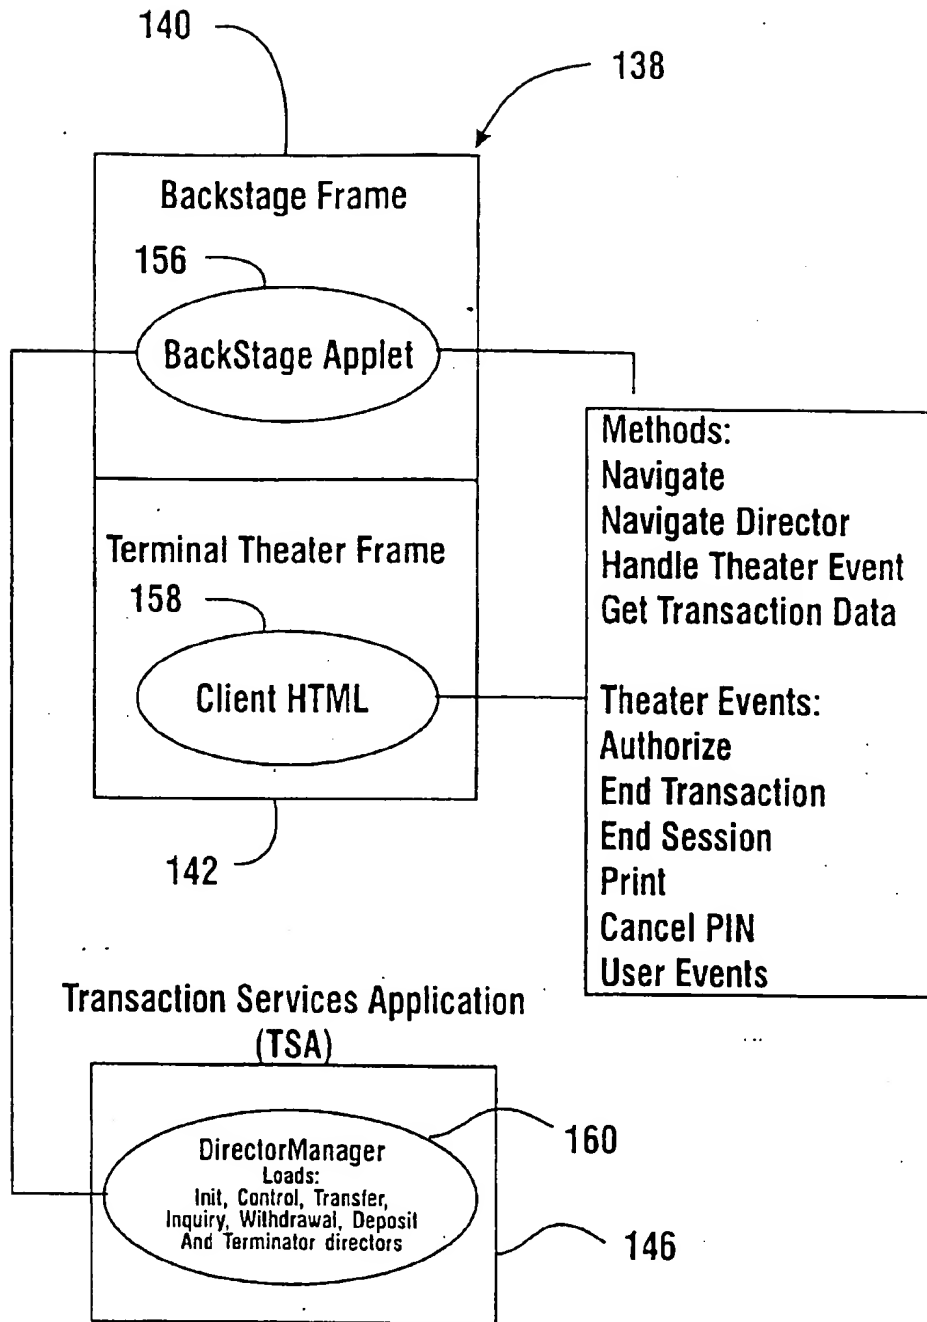 140
138
Backstage Frame
156
BackStage Applet
Methods:
Navigate
Navigate Director
Handle Theater Event
Get Transaction Data
Terminal Theater Frame
158
Client HTML
Theater Events:
Authorize
End Transaction
End Session
Print
Cancel PIN
User Events
142
Transaction Services Application
(TSA)
DirectorManager
Loads:
Init, Control, Transfer,
Inquiry, Withdrawal, Deposit
And Terminator directors
160
146